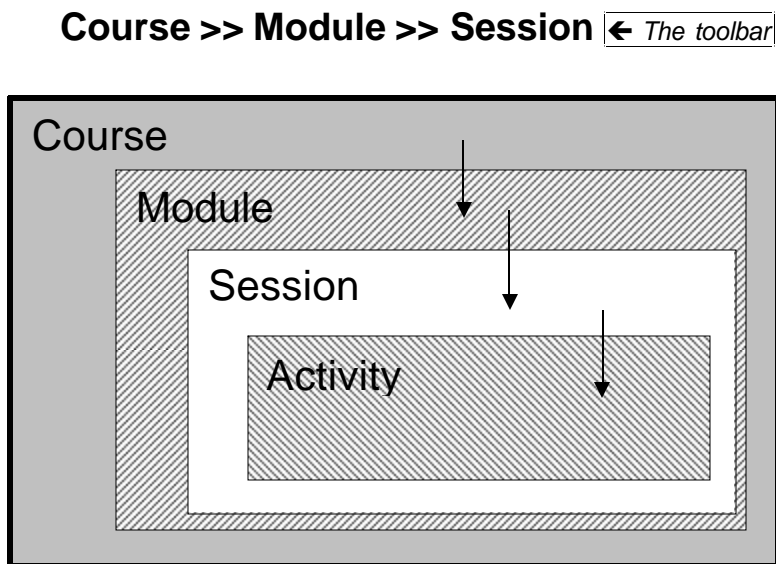 Course >> Module >> Session ← The toolbar
Course
Module
Session
Activity